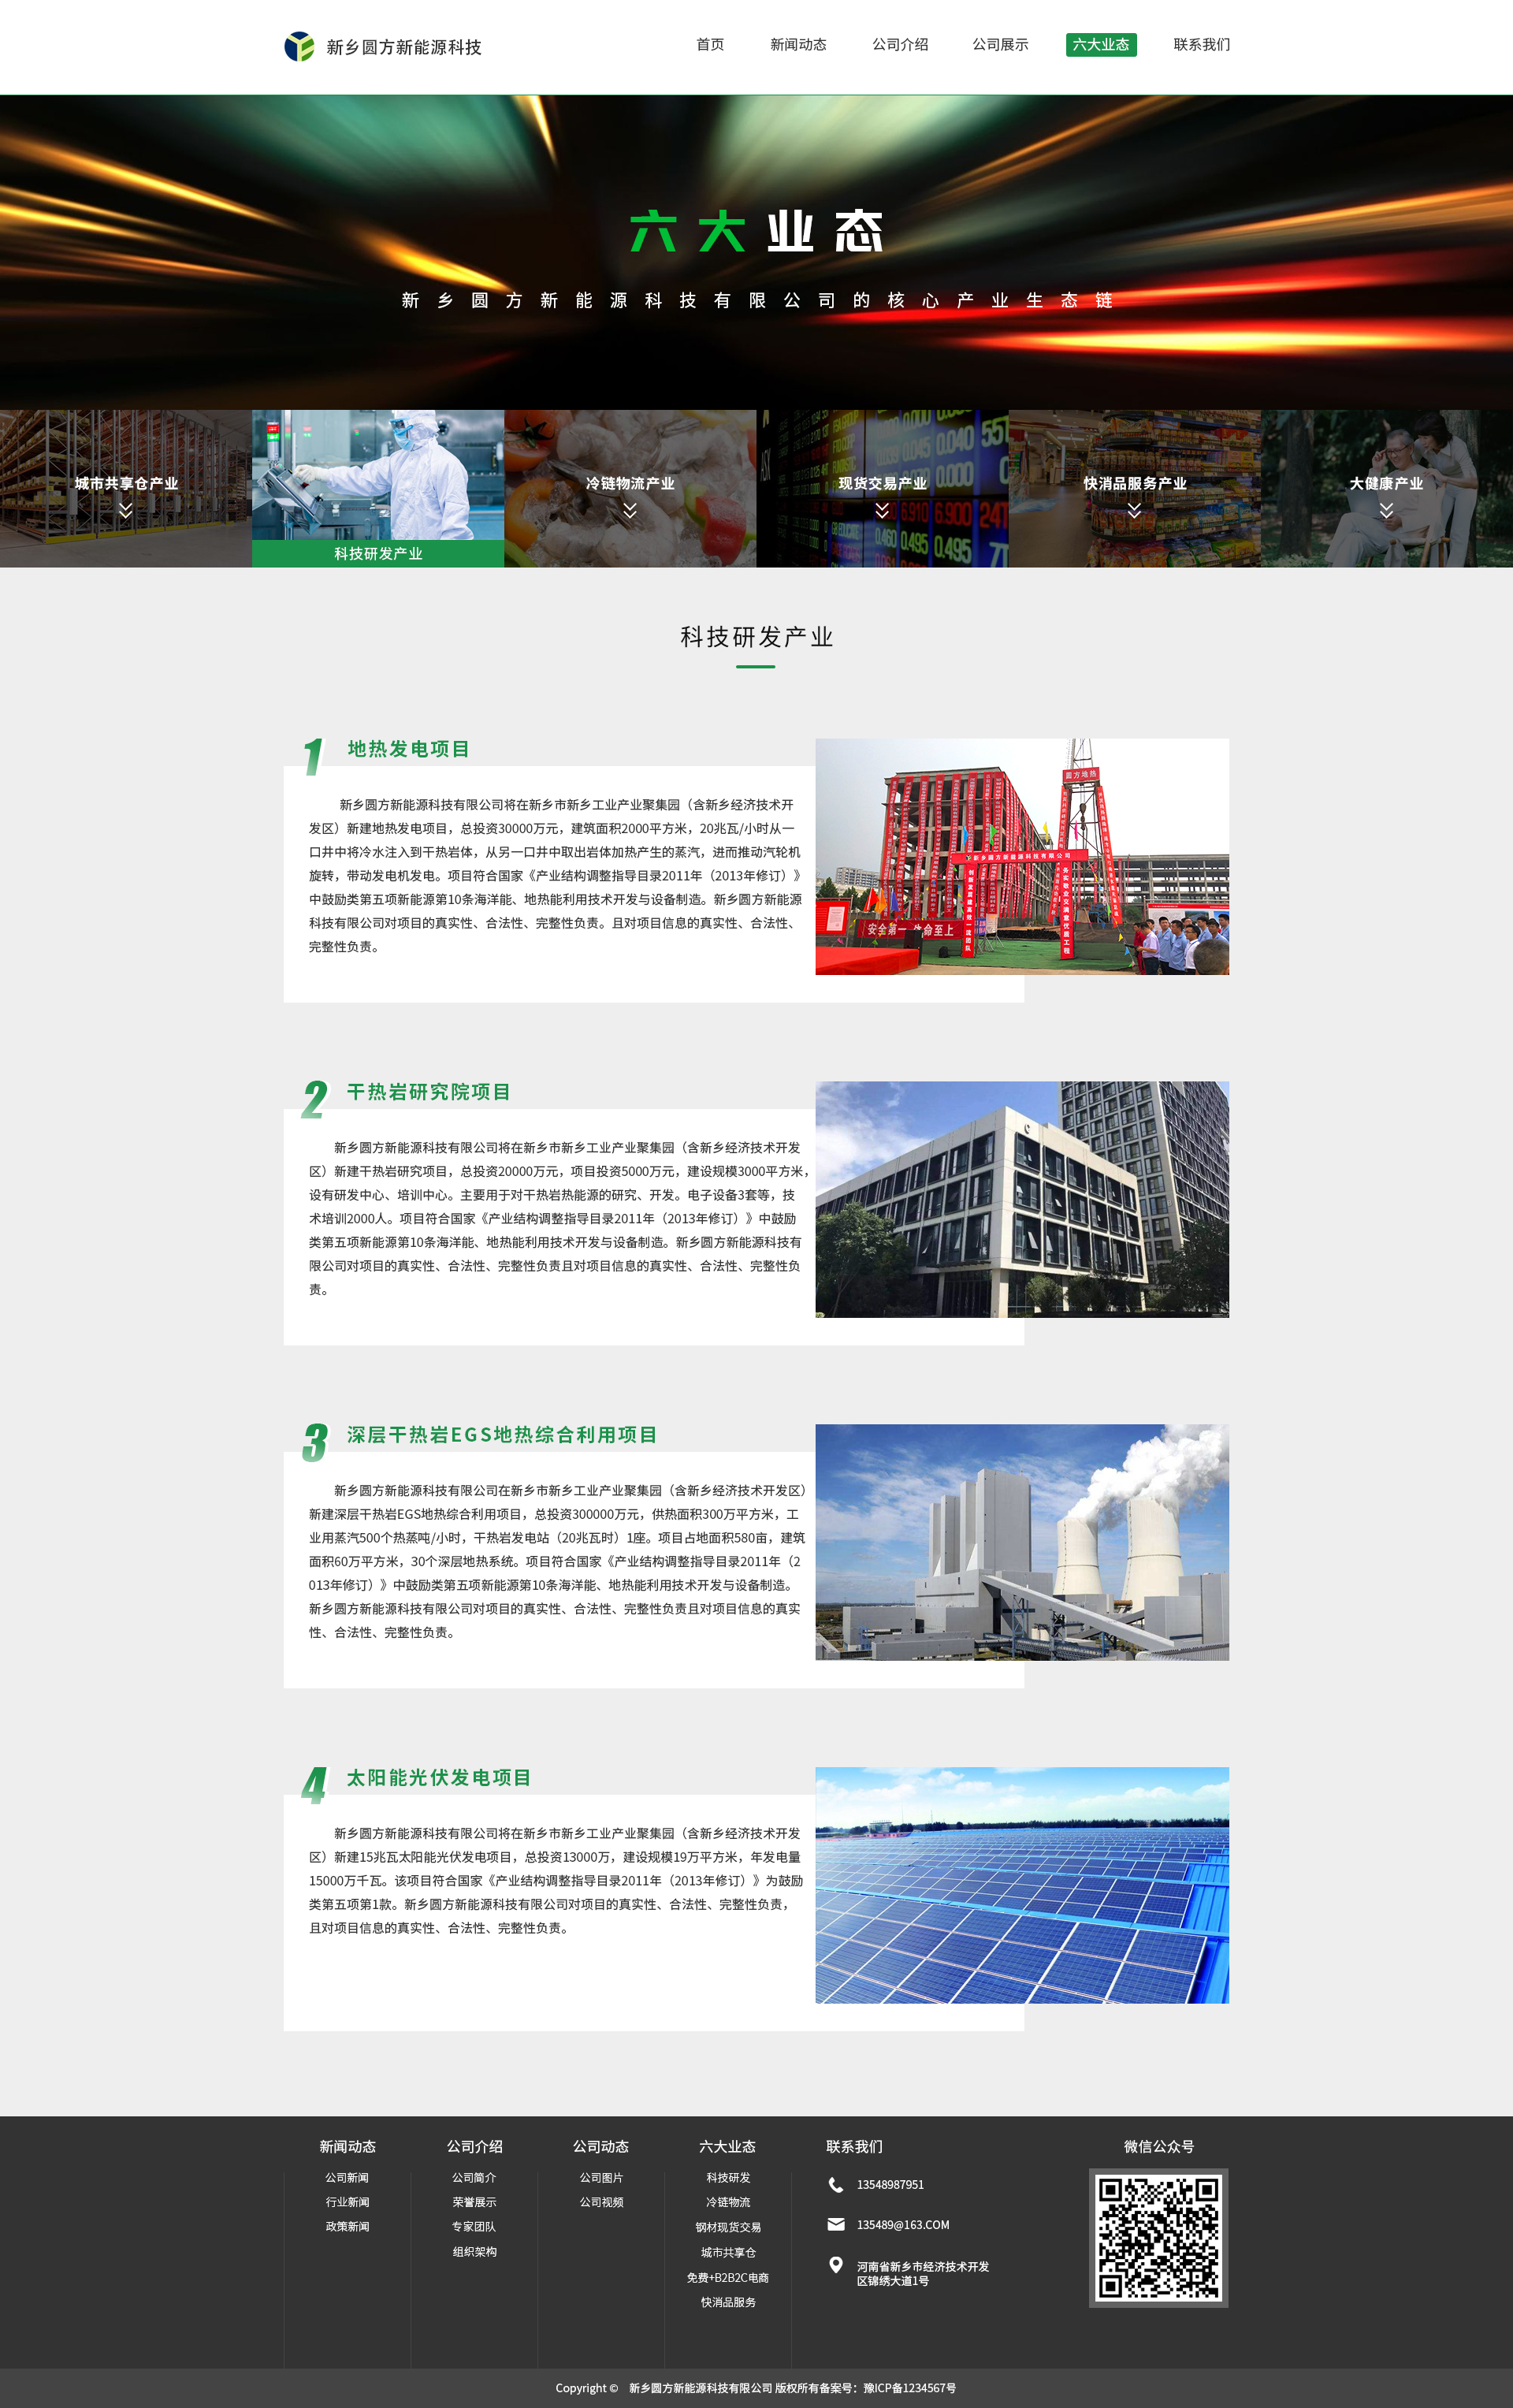 新乡圆方新能源科技
首页
新闻动态
公司介绍
公司展示
六大业态
联系我们
六大业态
新乡圆方新能源科技有限公司的核心产业生态链
城市共享仓产业
科技研发产业
冷链物流产业
现货交易产业
快消品服务产业
大健康产业
科技研发产业
1 地热发电项目
新乡圆方新能源科技有限公司将在新乡市新乡工业产业聚集园（含新乡经济技术开
发区）新建地热发电项目，总投资30000万元，建筑面积2000平方米，20兆瓦/小时从一
口井中将冷水注入到干热岩体，从另一口井中取出岩体加热产生的蒸汽，进而推动汽轮机
旋转，带动发电机发电。项目符合国家《产业结构调整指导目录2011年（2013年修订）》
中鼓励类第五项新能源第10条海洋能、地热能利用技术开发与设备制造。新乡圆方新能源
科技有限公司对项目的真实性、合法性、完整性负责。且对项目信息的真实性、合法性、
完整性负责。
圆方地热
新乡圆方新能源科技有限公司
安全第一 生命至上
2 干热岩研究院项目
新乡圆方新能源科技有限公司将在新乡市新乡工业产业聚集园（含新乡经济技术开发
区）新建干热岩研究项目，总投资20000万元，项目投资5000万元，建设规模3000平方米，
设有研发中心、培训中心。主要用于对干热岩热能源的研究、开发。电子设备3套等，技
术培训2000人。项目符合国家《产业结构调整指导目录2011年（2013年修订）》中鼓励
类第五项新能源第10条海洋能、地热能利用技术开发与设备制造。新乡圆方新能源科技有
限公司对项目的真实性、合法性、完整性负责且对项目信息的真实性、合法性、完整性负
责。
3 深层干热岩EGS地热综合利用项目
新乡圆方新能源科技有限公司在新乡市新乡工业产业聚集园（含新乡经济技术开发区）
新建深层干热岩EGS地热综合利用项目，总投资300000万元，供热面积300万平方米，工
业用蒸汽500个热蒸吨/小时，干热岩发电站（20兆瓦时）1座。项目占地面积580亩，建筑
面积60万平方米，30个深层地热系统。项目符合国家《产业结构调整指导目录2011年（2
013年修订）》中鼓励类第五项新能源第10条海洋能、地热能利用技术开发与设备制造。
新乡圆方新能源科技有限公司对项目的真实性、合法性、完整性负责且对项目信息的真实
性、合法性、完整性负责。
4 太阳能光伏发电项目
新乡圆方新能源科技有限公司将在新乡市新乡工业产业聚集园（含新乡经济技术开发
区）新建15兆瓦太阳能光伏发电项目，总投资13000万，建设规模19万平方米，年发电量
15000万千瓦。该项目符合国家《产业结构调整指导目录2011年（2013年修订）》为鼓励
类第五项第1款。新乡圆方新能源科技有限公司对项目的真实性、合法性、完整性负责，
且对项目信息的真实性、合法性、完整性负责。
新闻动态
公司新闻
行业新闻
政策新闻
公司介绍
公司简介
荣誉展示
专家团队
组织架构
公司动态
公司图片
公司视频
六大业态
科技研发
冷链物流
钢材现货交易
城市共享仓
免费+B2B2C电商
快消品服务
联系我们
13548987951
135489@163.COM
河南省新乡市经济技术开发
区锦绣大道1号
微信公众号
Copyright © 新乡圆方新能源科技有限公司 版权所有备案号：豫ICP备1234567号